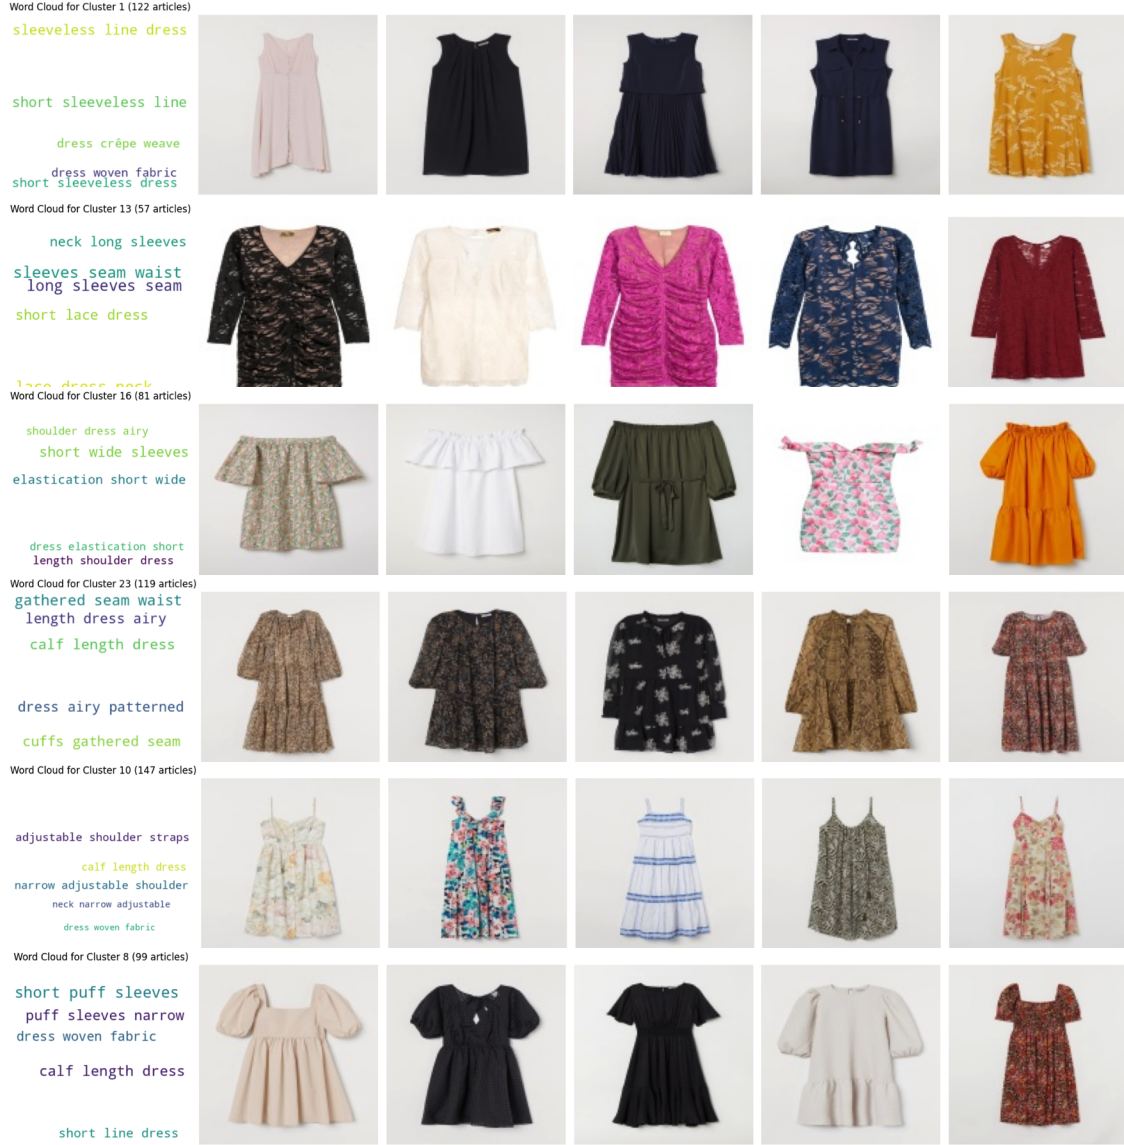 Word Cloud for Cluster 1 (122 articles)
sleeveless line dress
short sleeveless line
dress crêpe weave
dress woven fabric
short sleeveless dress
Word Cloud for Cluster 13 (57 articles)
neck long sleeves
sleeves seam waist
long sleeves seam
short lace dress
lace dress neck
Word Cloud for Cluster 16 (81 articles)
shoulder dress airy
short wide sleeves
elastication short wide
dress elastication short
length shoulder dress
Word Cloud for Cluster 23 (119 articles)
gathered seam waist
length dress airy
calf length dress
dress airy patterned
cuffs gathered seam
Word Cloud for Cluster 10 (147 articles)
adjustable shoulder straps
calf length dress
narrow adjustable shoulder
neck narrow adjustable
dress woven fabric
Word Cloud for Cluster 8 (99 articles)
short puff sleeves
puff sleeves narrow
dress woven fabric
calf length dress
short line dress